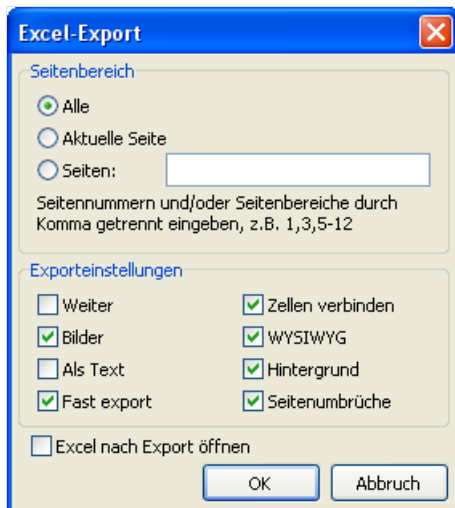 Excel-Export
Seitenbereich
Alle
Aktuelle Seite
Seiten:
Seitennummern und/oder Seitenbereiche durch
Komma getrennt eingeben, z.B. 1,3,5-12
Exporteinstellungen
Weiter
Zellen verbinden
Bilder
WYSIWYG
Als Text
Hintergrund
Fast export
Seitenumbrüche
Excel nach Export öffnen
OK
Abbruch